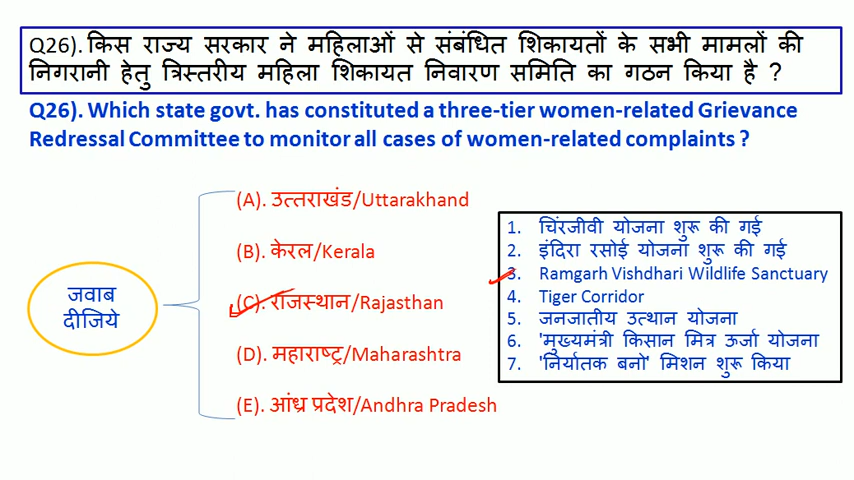 Q26). किस राज्य सरकार ने महिलाओं से संबंधित शिकायतों के सभी मामलों की
निगरानी हेतु त्रिस्तरीय महिला शिकायत निवारण समिति का गठन किया है ?
Q26). Which state govt. has constituted a three-tier women-related Grievance
Redressal Committee to monitor all cases of women-related complaints ?
जवाब
दीजिये
(A). उत्तराखंड/Uttarakhand
(B). केरल/Kerala
(C). राजस्थान/Rajasthan
(D). महाराष्ट्र/Maharashtra
(E). आंध्र प्रदेश/Andhra Pradesh
1. चिंरजीवी योजना शुरू की गई
2. इंदिरा रसोई योजना शुरू की गई
3. Ramgarh Vishdhari Wildlife Sanctuary
4. Tiger Corridor
5. जनजातीय उत्थान योजना
6. 'मुख्यमंत्री किसान मित्र ऊर्जा योजना
7. 'निर्यातक बनो' मिशन शुरू किया